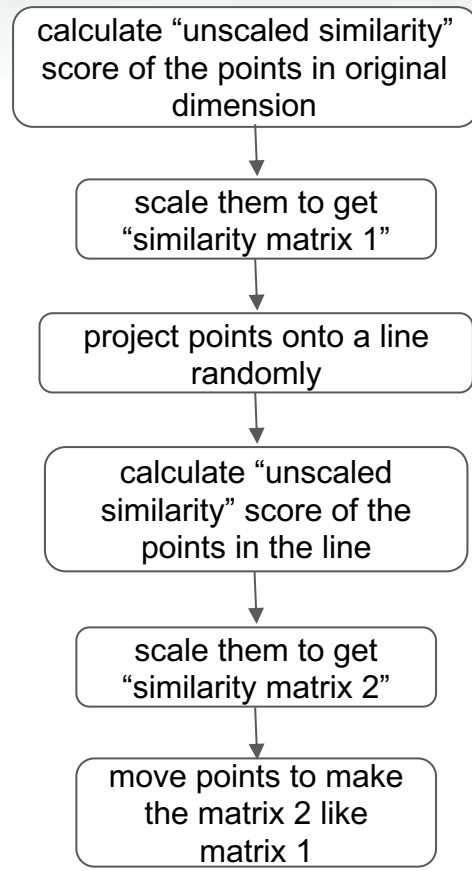 calculate “unscaled similarity”
score of the points in original
dimension
scale them to get
“similarity matrix 1”
project points onto a line
randomly
calculate “unscaled
similarity” score of the
points in the line
scale them to get
“similarity matrix 2”
move points to make
the matrix 2 like
matrix 1